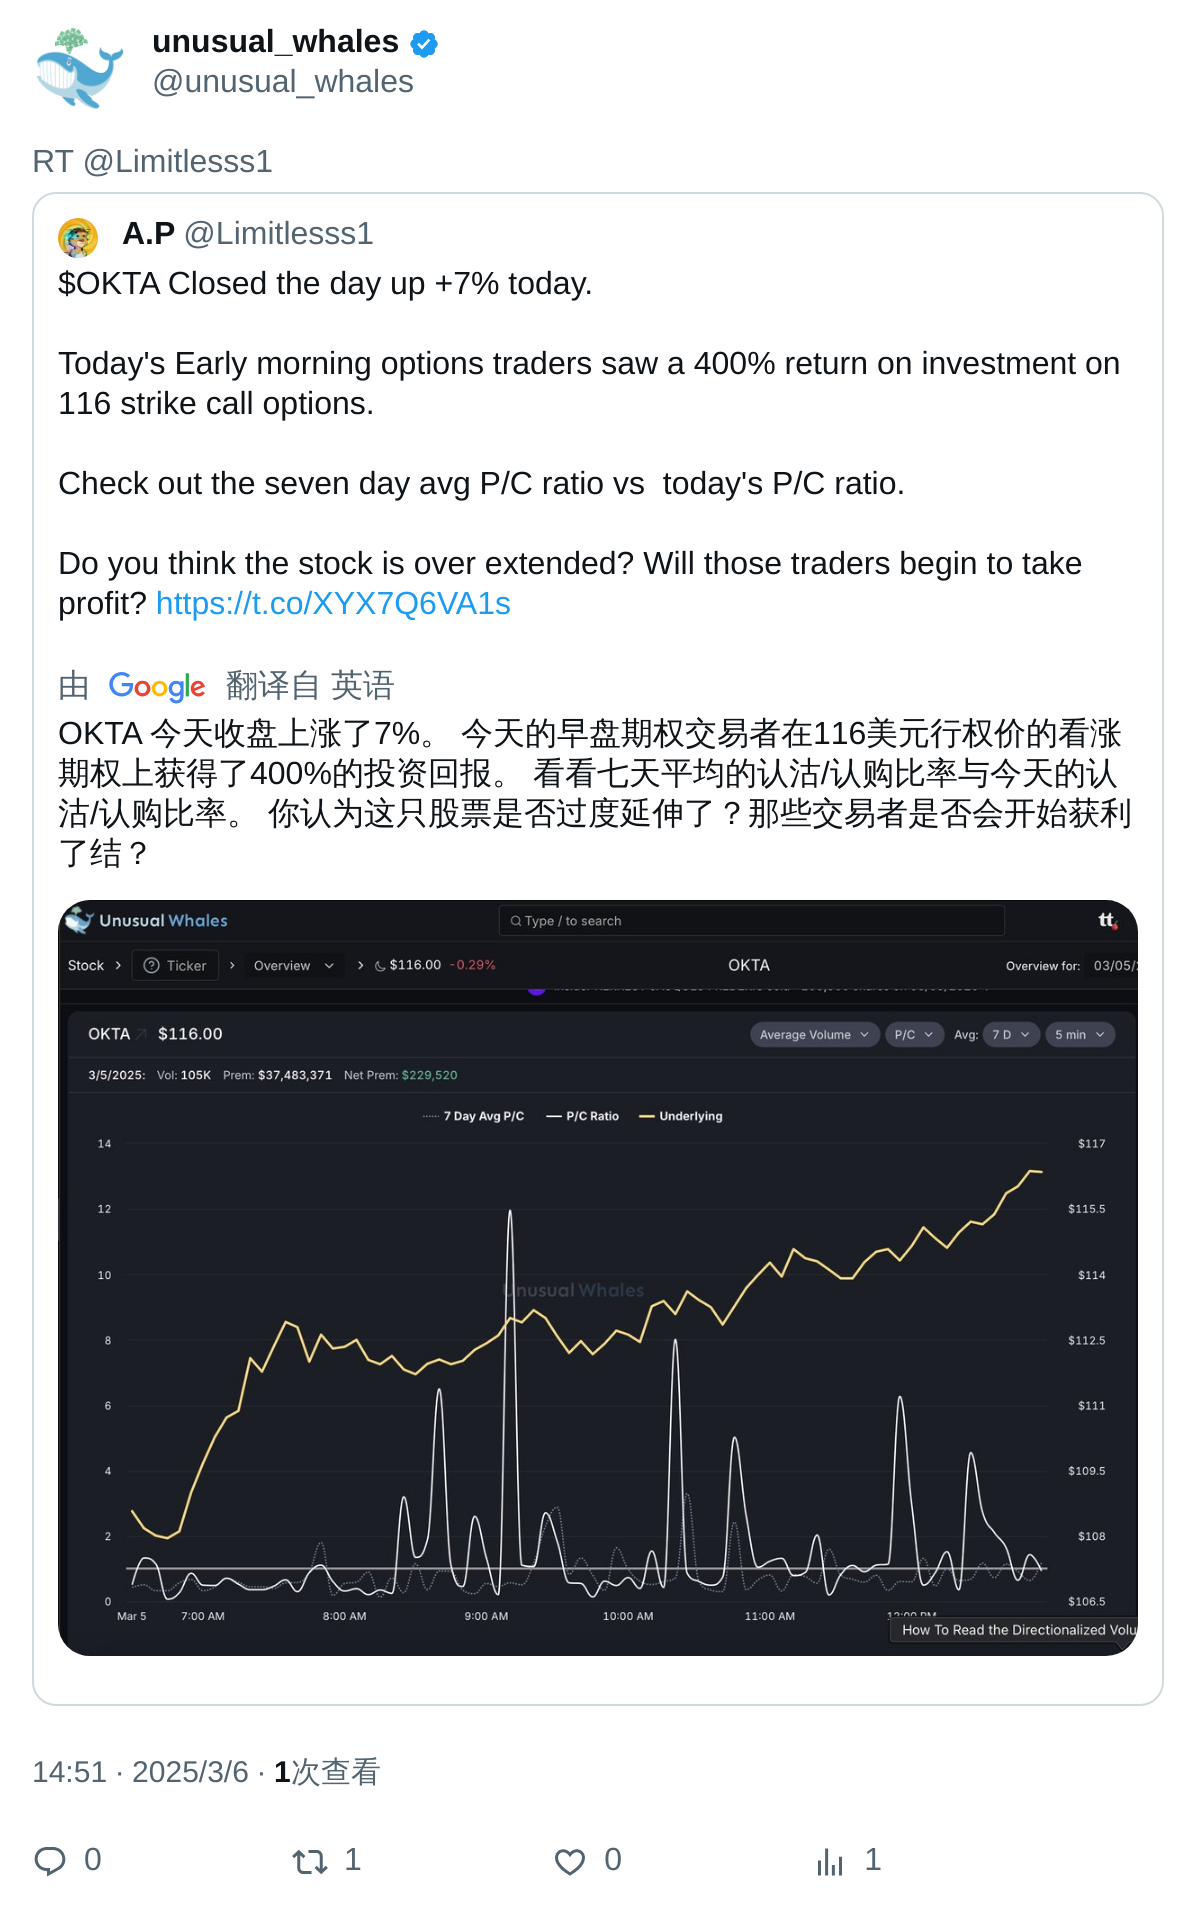 unusual_whales
@unusual_whales
RT @Limitlesss1
A.P @Limitlesss1
$OKTA Closed the day up +7% today.
Today's Early morning options traders saw a 400% return on investment on
116 strike call options.
Check out the seven day avg P/C ratio vs  today's P/C ratio.
Do you think the stock is over extended? Will those traders begin to take
profit? https://t.co/XYX7Q6VA1s
由 Google 翻译自 英语
OKTA 今天收盘上涨了7%。 今天的早盘期权交易者在116美元行权价的看涨
期权上获得了400%的投资回报。 看看七天平均的认沽/认购比率与今天的认
沽/认购比率。 你认为这只股票是否过度延伸了？那些交易者是否会开始获利
了结？
Unusual Whales
Type / to search
tt
Stock > Ticker > Overview > $116.00 -0.29%
OKTA
Overview for: 03/05/
OKTA $116.00
Average Volume P/C Avg: 7 D 5 min
3/5/2025: Vol: 105K Prem: $37,483,371 Net Prem: $229,520
7 Day Avg P/C P/C Ratio Underlying
14 $117
12 $115.5
10 $114
Unusual Whales
8 $112.5
6 $111
4 $109.5
2 $108
0 $106.5
Mar 5 7:00 AM 8:00 AM 9:00 AM 10:00 AM 11:00 AM 12:00 PM
How To Read the Directionalized Volu
14:51 · 2025/3/6 · 1次查看
0 1 0 1